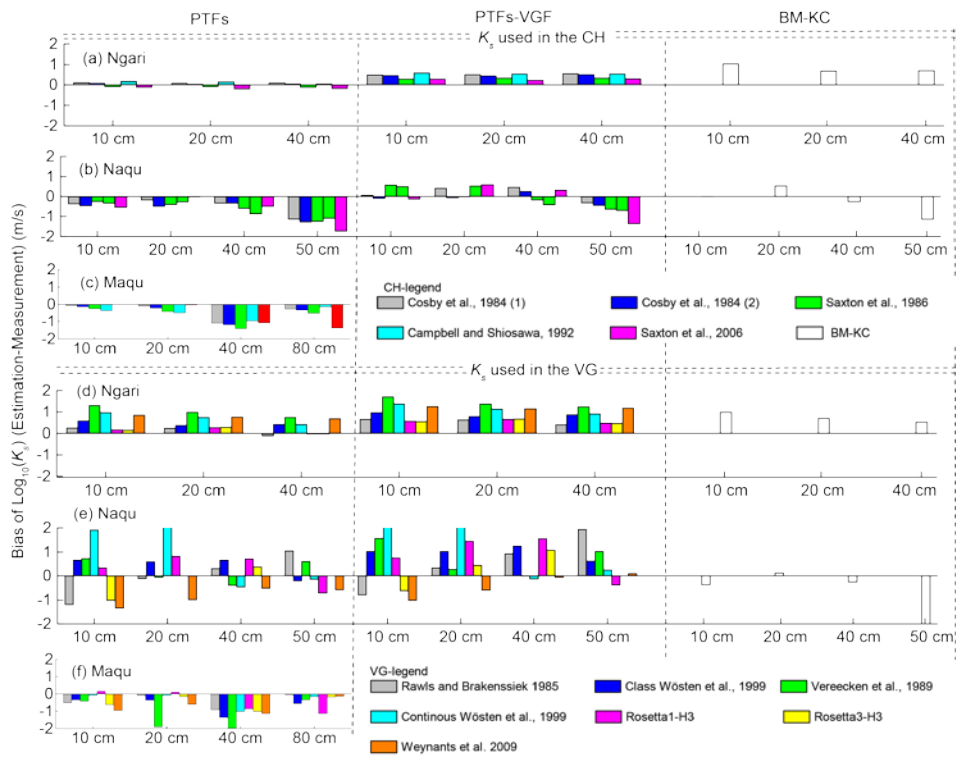 PTFs PTFs-VGF BM-KC
Ks used in the CH
(a) Ngari
2
1
0
-1
-2
10 cm 20 cm 40 cm 10 cm 20 cm 40 cm 10 cm 20 cm 40 cm
(b) Naqu
2
1
0
-1
-2
10 cm 20 cm 40 cm 50 cm 10 cm 20 cm 40 cm 50 cm 10 cm 20 cm 40 cm 50 cm
(c) Maqu
2
1
0
-1
-2
10 cm 20 cm 40 cm 80 cm
CH-legend
Cosby et al., 1984 (1) Cosby et al., 1984 (2) Saxton et al., 1986
Campbell and Shiosawa, 1992 Saxton et al., 2006 BM-KC
Bias of Log10(Ks) (Estimation-Measurement) (m/s)
Ks used in the VG
(d) Ngari
2
1
0
-1
-2
10 cm 20 cm 40 cm 10 cm 20 cm 40 cm 10 cm 20 cm 40 cm
(e) Naqu
2
1
0
-1
-2
10 cm 20 cm 40 cm 50 cm 10 cm 20 cm 40 cm 50 cm 10 cm 20 cm 40 cm 50 cm
(f) Maqu
2
1
0
-1
-2
10 cm 20 cm 40 cm 80 cm
VG-legend
Rawls and Brakenssiek 1985 Class Wösten et al., 1999 Vereecken et al., 1989
Continous Wösten et al., 1999 Rosetta1-H3 Rosetta3-H3
Weynants et al. 2009